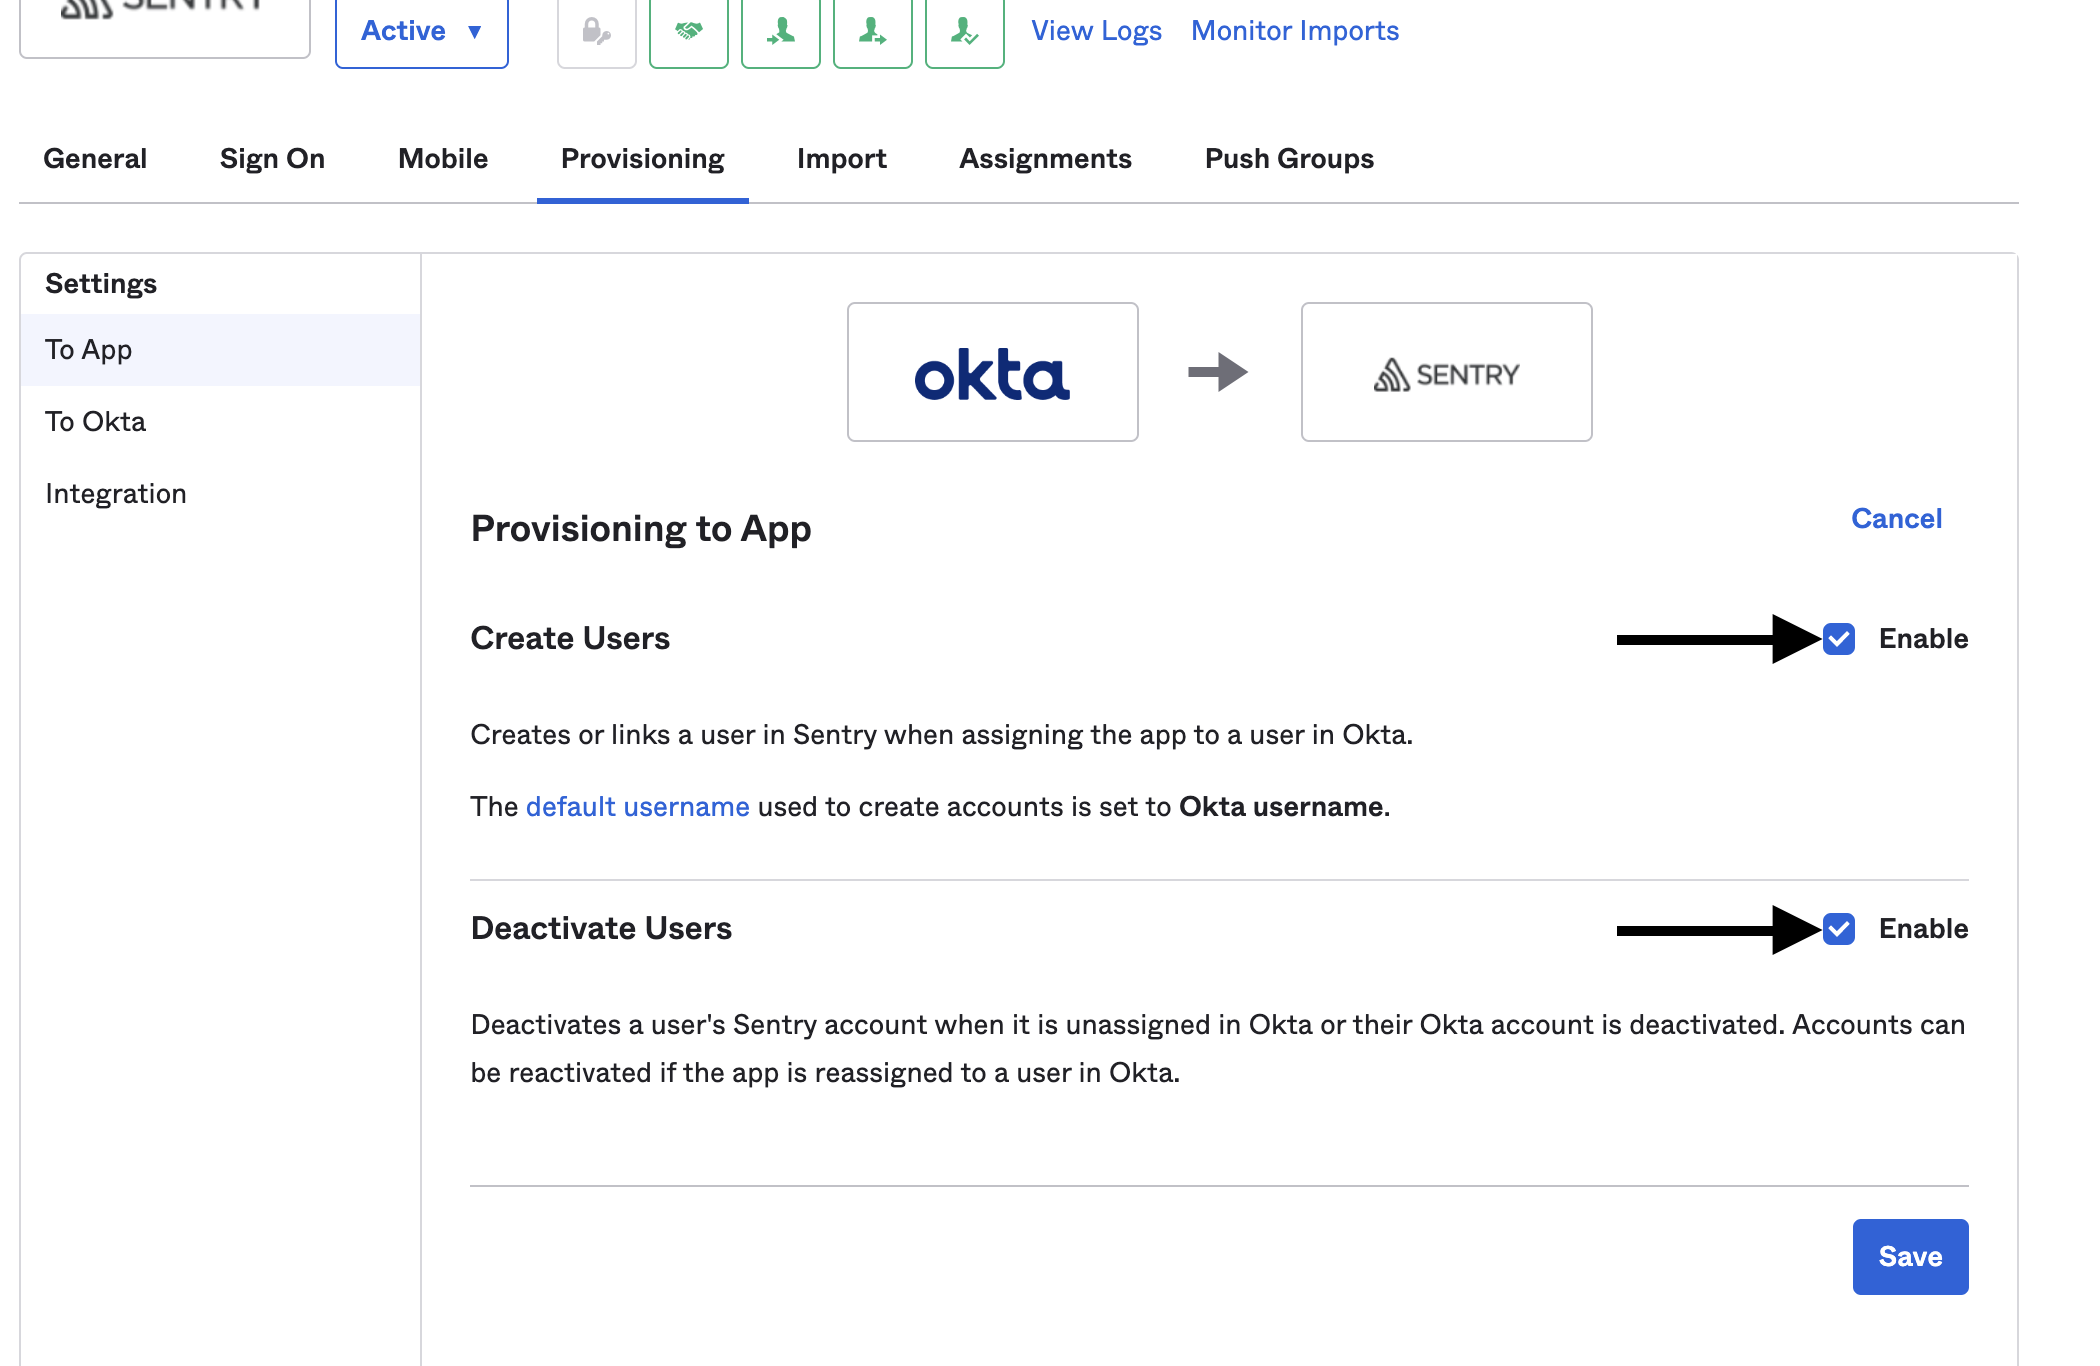 SENTRY
Active ▼
View Logs Monitor Imports
General Sign On Mobile Provisioning Import Assignments Push Groups
Settings
To App
To Okta
Integration
okta
SENTRY
Provisioning to App
Cancel
Create Users
Enable
Creates or links a user in Sentry when assigning the app to a user in Okta.
The default username used to create accounts is set to Okta username.
Deactivate Users
Enable
Deactivates a user's Sentry account when it is unassigned in Okta or their Okta account is deactivated. Accounts can
be reactivated if the app is reassigned to a user in Okta.
Save